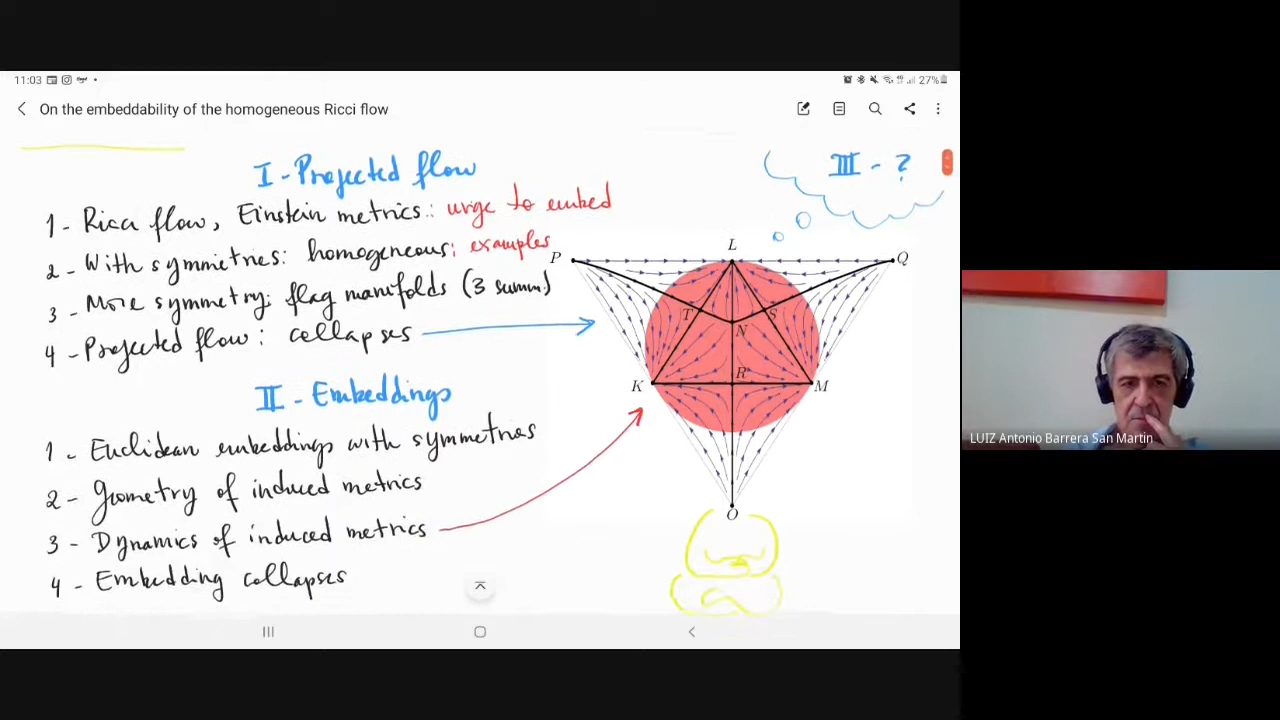 11:03
27%
On the embeddability of the homogeneous Ricci flow
I - Projected flow
1 - Ricci flow, Einstein metrics: urge to embed
2 - With symmetries: homogeneous: examples
3 - More symmetry: flag manifolds (3 summ.)
4 - Projected flow: collapses
II - Embeddings
1 - Euclidean embeddings with symmetries
2 - Geometry of induced metrics
3 - Dynamics of induced metrics
4 - Embedding collapses
III - ?
L
P
Q
T
S
N
K
R
M
O
LUIZ Antonio Barrera San Martin